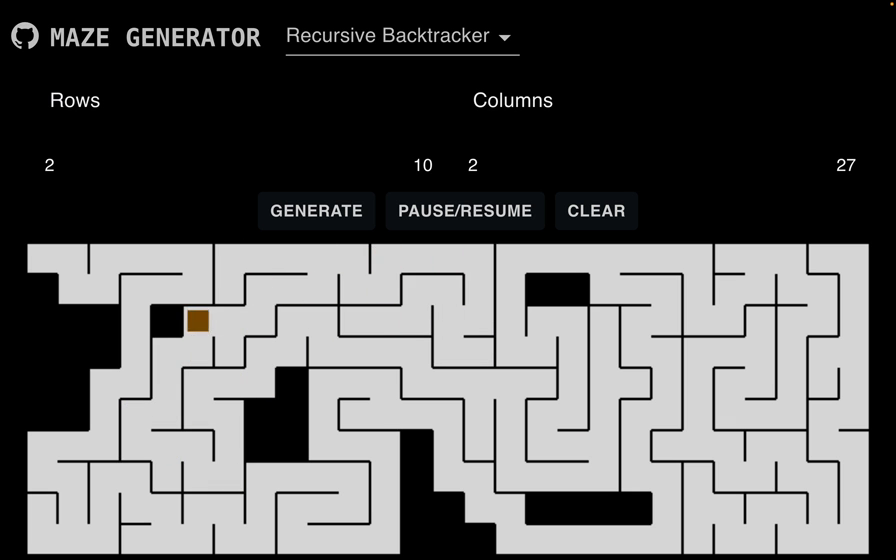 MAZE GENERATOR Recursive Backtracker
Rows Columns
2 10 2 27
GENERATE PAUSE/RESUME CLEAR